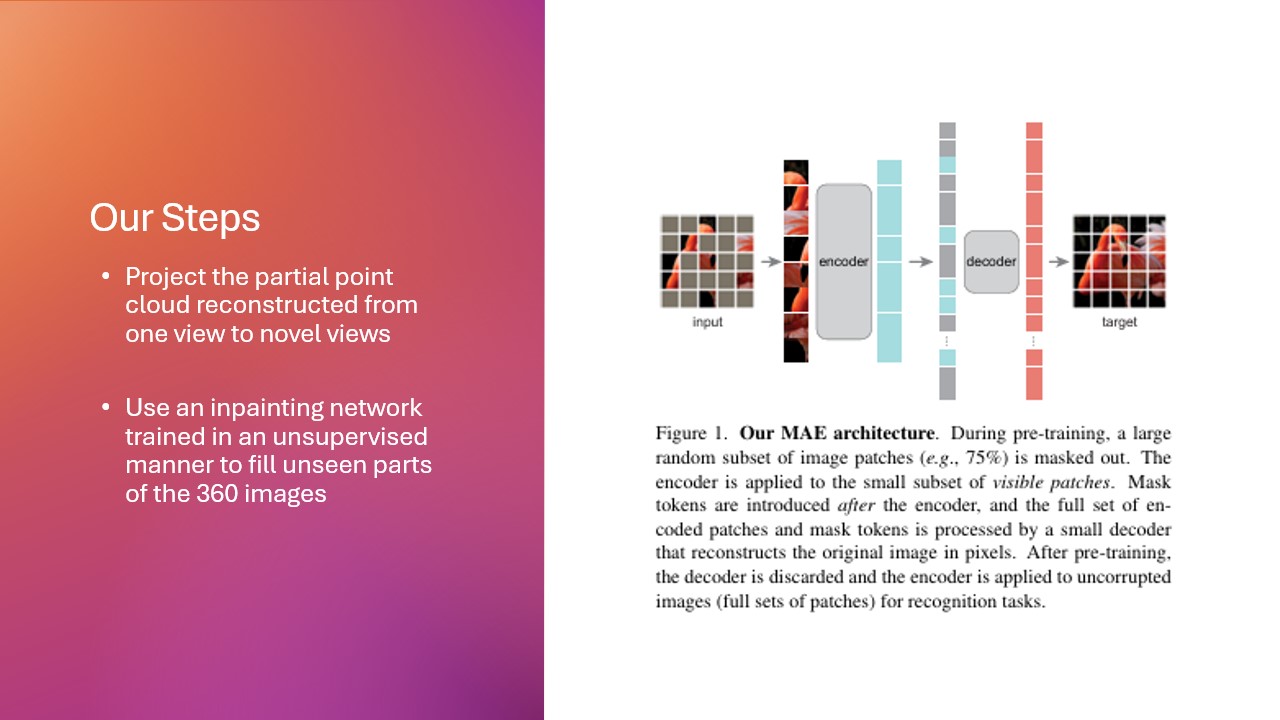 Our Steps
• Project the partial point
cloud reconstructed from
one view to novel views
• Use an inpainting network
trained in an unsupervised
manner to fill unseen parts
of the 360 images
input
encoder
decoder
target
Figure 1. Our MAE architecture. During pre-training, a large
random subset of image patches (e.g., 75%) is masked out. The
encoder is applied to the small subset of visible patches. Mask
tokens are introduced after the encoder, and the full set of en-
coded patches and mask tokens is processed by a small decoder
that reconstructs the original image in pixels. After pre-training,
the decoder is discarded and the encoder is applied to uncorrupted
images (full sets of patches) for recognition tasks.